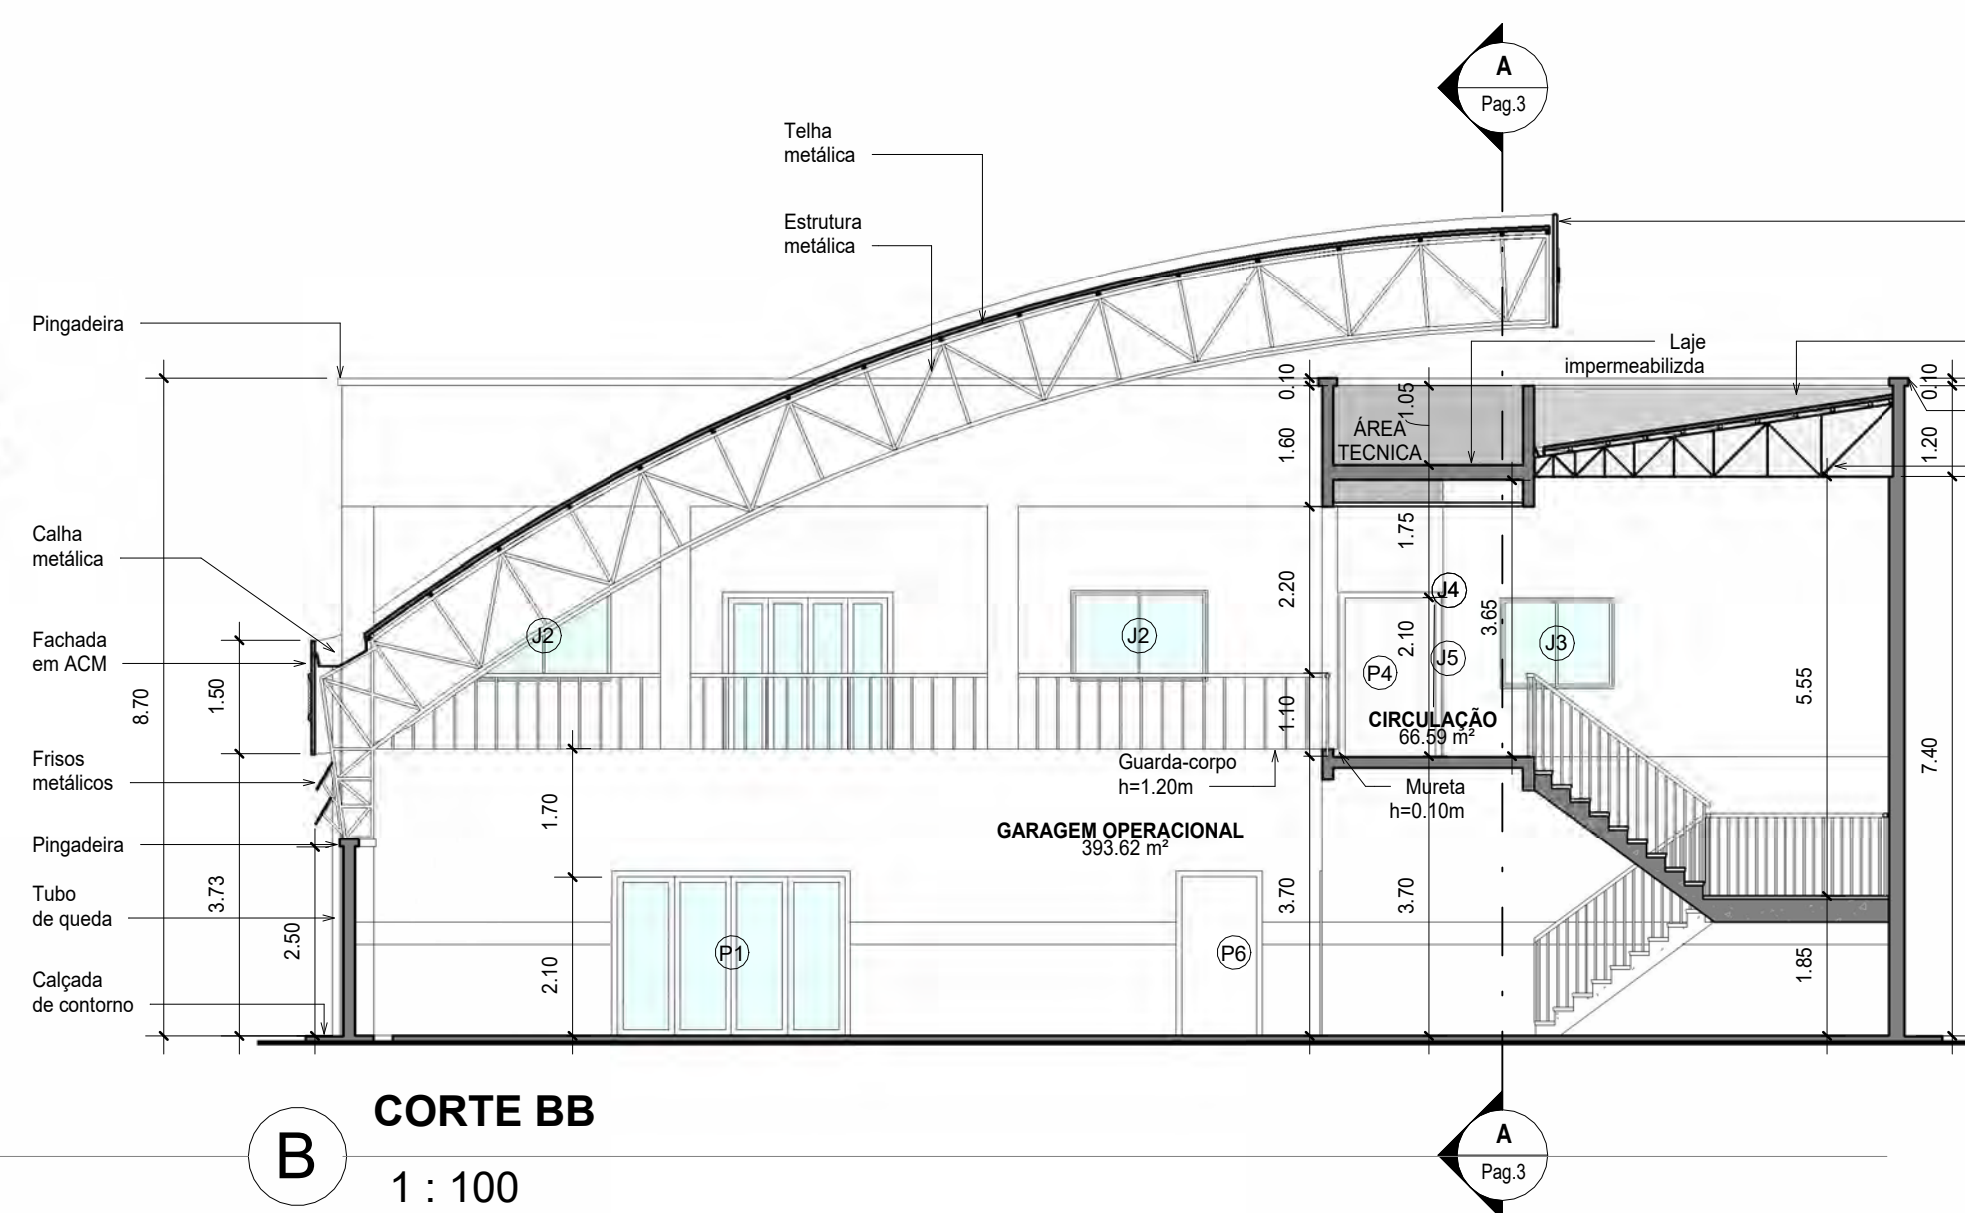 A
Pag.3
Telha
metálica
Estrutura
metálica
Pingadeira
Laje
impermeabilizda
0.10
1.05
0.10
ÁREA
TECNICA
1.60
1.20
Calha
metálica
1.75
2.20
J4
3.65
Fachada
em ACM
J2
J2
2.10
J5
J3
P4
8.70
1.50
5.55
1.10
CIRCULAÇÃO
66.59 m²
7.40
Frisos
metálicos
Guarda-corpo
h=1.20m
Mureta
h=0.10m
1.70
GARAGEM OPERACIONAL
393.62 m²
Pingadeira
Tubo
de queda
3.73
2.50
3.70
3.70
P1
P6
2.10
1.85
Calçada
de contorno
CORTE BB
B
1 : 100
A
Pag.3